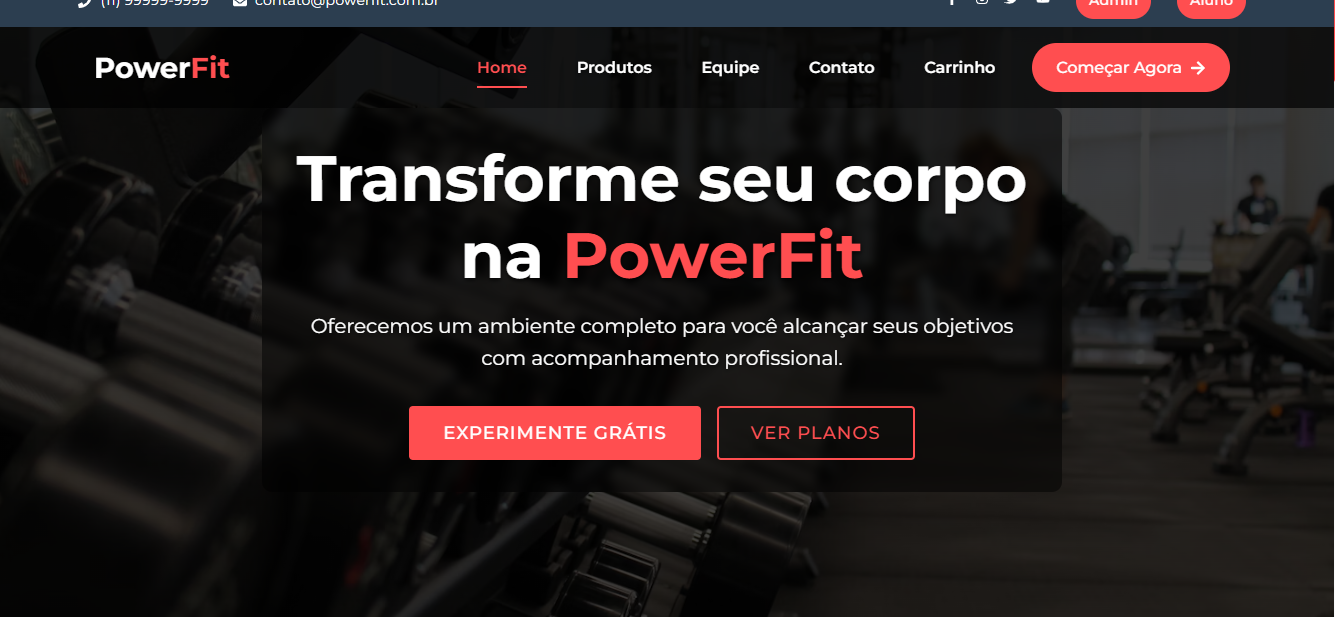 (11) 99999-9999 contato@powerfit.com.br Admin Aluno
PowerFit Home Produtos Equipe Contato Carrinho Começar Agora
Transforme seu corpo
na PowerFit
Oferecemos um ambiente completo para você alcançar seus objetivos
com acompanhamento profissional.
EXPERIMENTE GRÁTIS VER PLANOS